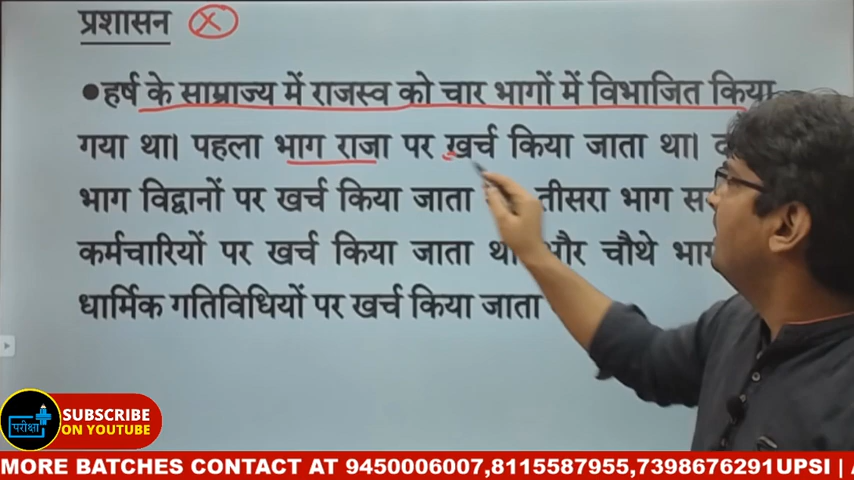 प्रशासन
●हर्ष के साम्राज्य में राजस्व को चार भागों में विभाजित किया
गया था। पहला भाग राजा पर खर्च किया जाता था।
भाग विद्वानों पर खर्च किया जाता तीसरा भाग
कर्मचारियों पर खर्च किया जाता था और चौथे
धार्मिक गतिविधियों पर खर्च किया जाता
परीक्षा
SUBSCRIBE
ON YOUTUBE
MORE BATCHES CONTACT AT 9450006007,8115587955,7398676291UPSI |